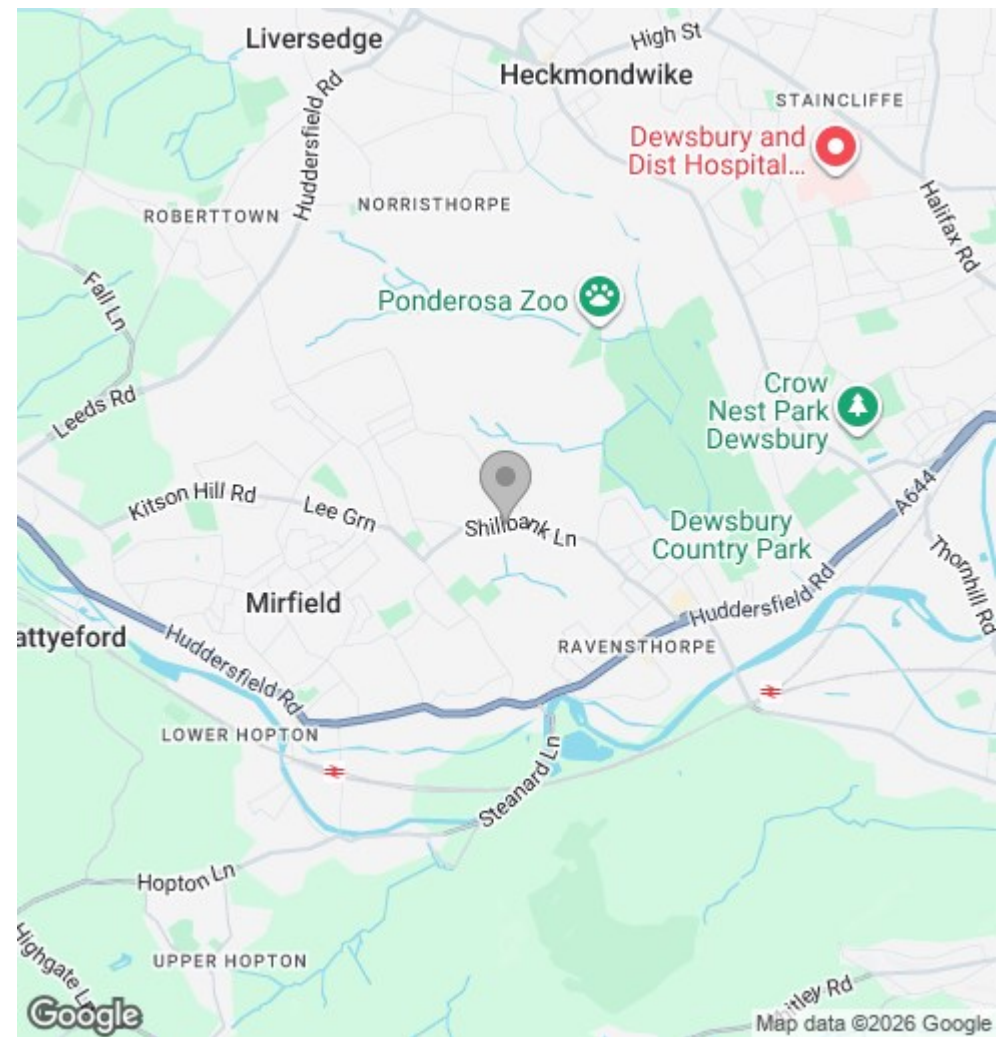 Liversedge
High St
Heckmondwike
STAINCLIFFE
Dewsbury and
Dist Hospital...
Huddersfield Rd
Halifax Rd
ROBERTTOWN
NORRISTHORPE
Fall Ln
Ponderosa Zoo
Leeds Rd
Crow
Nest Park
Dewsbury
A644
Kitson Hill Rd
Lee Grn
Shillbank Ln
Dewsbury
Country Park
Thornhill Rd
Huddersfield Rd
Mirfield
attyeford
Huddersfield Rd
RAVENSTHORPE
LOWER HOPTON
Steanard Ln
Hopton Ln
Highgate Ln
UPPER HOPTON
hitley Rd
Google
Map data ©2026 Google